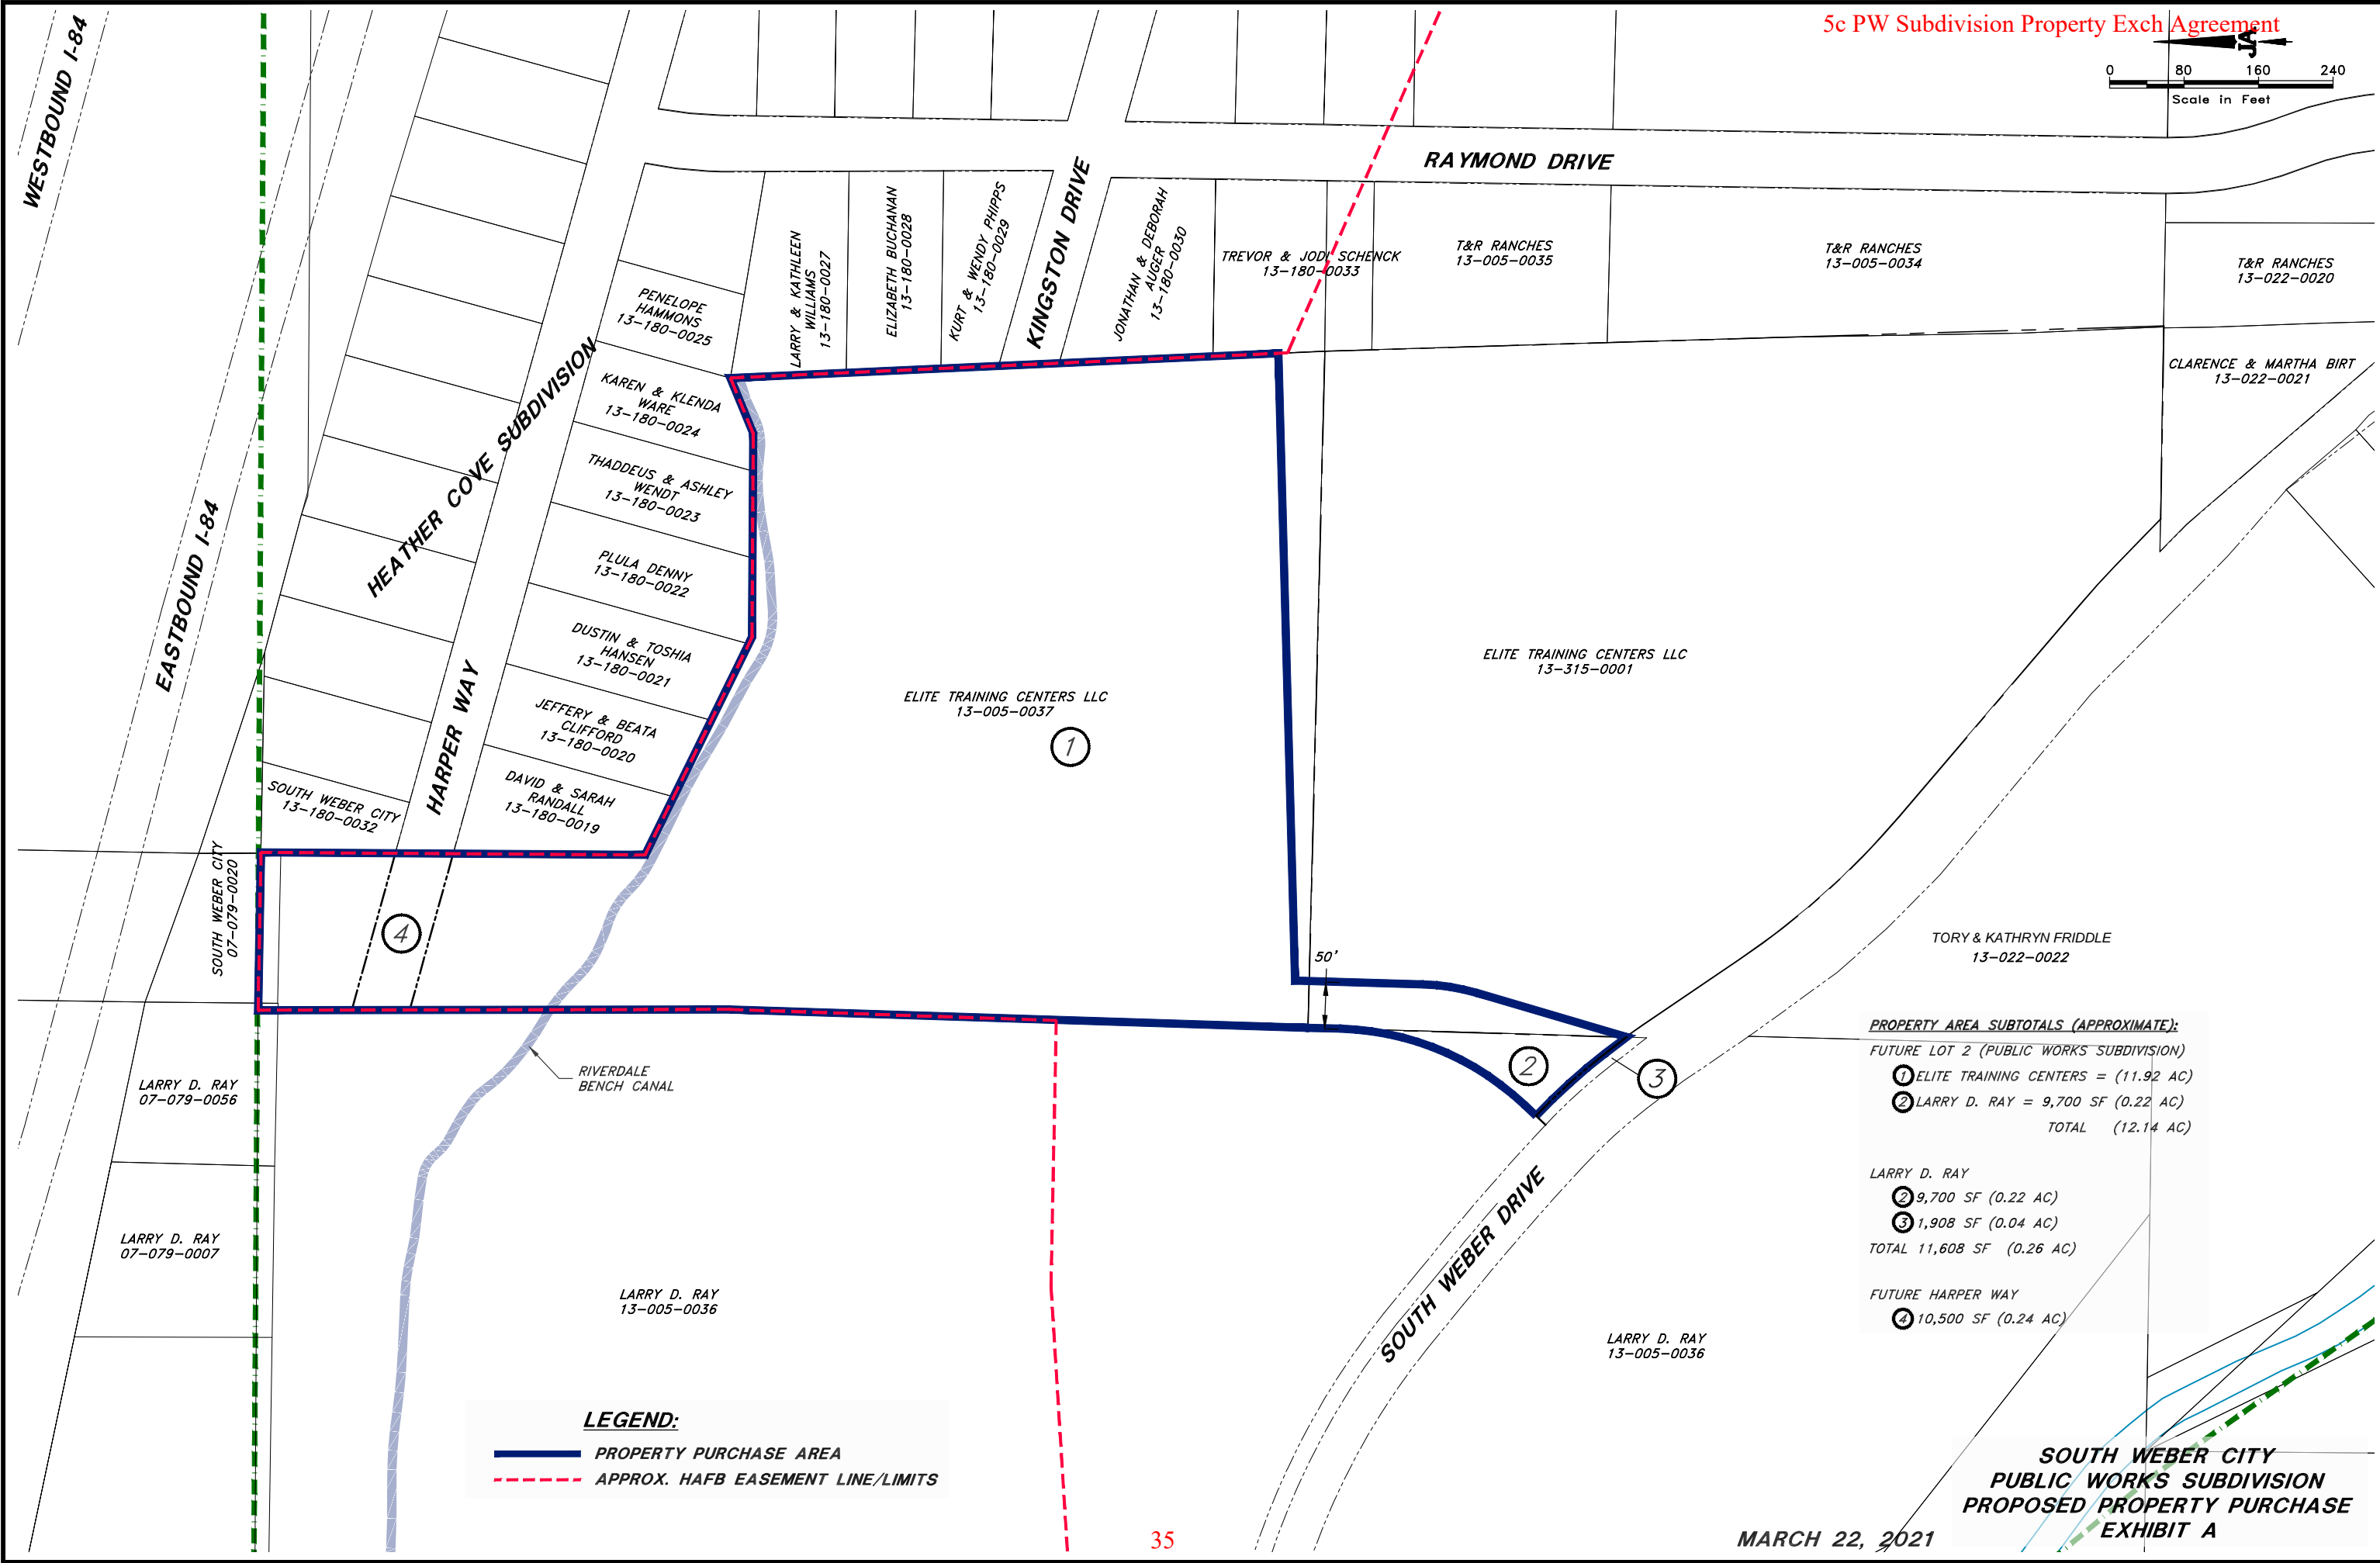 5c PW Subdivision Property Exch Agreement
JA
0 80 160 240
Scale in Feet
WESTBOUND I-84
EASTBOUND I-84
RAYMOND DRIVE
KINGSTON DRIVE
HEATHER COVE SUBDIVISION
HARPER WAY
PENELOPE
HAMMONS
13-180-0025
LARRY & KATHLEEN
WILLIAMS
13-180-0027
ELIZABETH BUCHANAN
13-180-0028
KURT & WENDY PHIPPS
13-180-0029
JONATHAN & DEBORAH
AUGER
13-180-0030
TREVOR & JODI SCHENCK
13-180-0033
T&R RANCHES
13-005-0035
T&R RANCHES
13-005-0034
T&R RANCHES
13-022-0020
CLARENCE & MARTHA BIRT
13-022-0021
KAREN & KLENDA
WARE
13-180-0024
THADDEUS & ASHLEY
WENDT
13-180-0023
PLULA DENNY
13-180-0022
DUSTIN & TOSHIA
HANSEN
13-180-0021
JEFFERY & BEATA
CLIFFORD
13-180-0020
DAVID & SARAH
RANDALL
13-180-0019
SOUTH WEBER CITY
13-180-0032
SOUTH WEBER CITY
07-079-0020
ELITE TRAINING CENTERS LLC
13-005-0037
1
ELITE TRAINING CENTERS LLC
13-315-0001
4
50'
2
3
TORY & KATHRYN FRIDDLE
13-022-0022
RIVERDALE
BENCH CANAL
LARRY D. RAY
07-079-0056
LARRY D. RAY
07-079-0007
LARRY D. RAY
13-005-0036
SOUTH WEBER DRIVE
LARRY D. RAY
13-005-0036
PROPERTY AREA SUBTOTALS (APPROXIMATE):
FUTURE LOT 2 (PUBLIC WORKS SUBDIVISION)
1 ELITE TRAINING CENTERS = (11.92 AC)
2 LARRY D. RAY = 9,700 SF (0.22 AC)
TOTAL (12.14 AC)
LARRY D. RAY
2 9,700 SF (0.22 AC)
3 1,908 SF (0.04 AC)
TOTAL 11,608 SF (0.26 AC)
FUTURE HARPER WAY
4 10,500 SF (0.24 AC)
LEGEND:
PROPERTY PURCHASE AREA
APPROX. HAFB EASEMENT LINE/LIMITS
35
MARCH 22, 2021
SOUTH WEBER CITY
PUBLIC WORKS SUBDIVISION
PROPOSED PROPERTY PURCHASE
EXHIBIT A